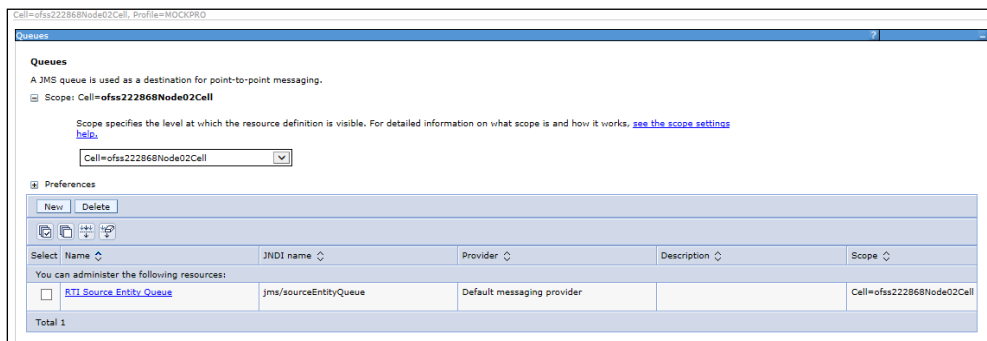 Cell=ofss222868Node02Cell, Profile=MOCKPRO
Queues ? –
Queues
A JMS queue is used as a destination for point-to-point messaging.
Scope: Cell=ofss222868Node02Cell
Scope specifies the level at which the resource definition is visible. For detailed information on what scope is and how it works, see the scope settings
help.
Cell=ofss222868Node02Cell
Preferences
New Delete
Select Name JNDI name Provider Description Scope
You can administer the following resources:
RTI Source Entity Queue jms/sourceEntityQueue Default messaging provider Cell=ofss222868Node02Cell
Total 1